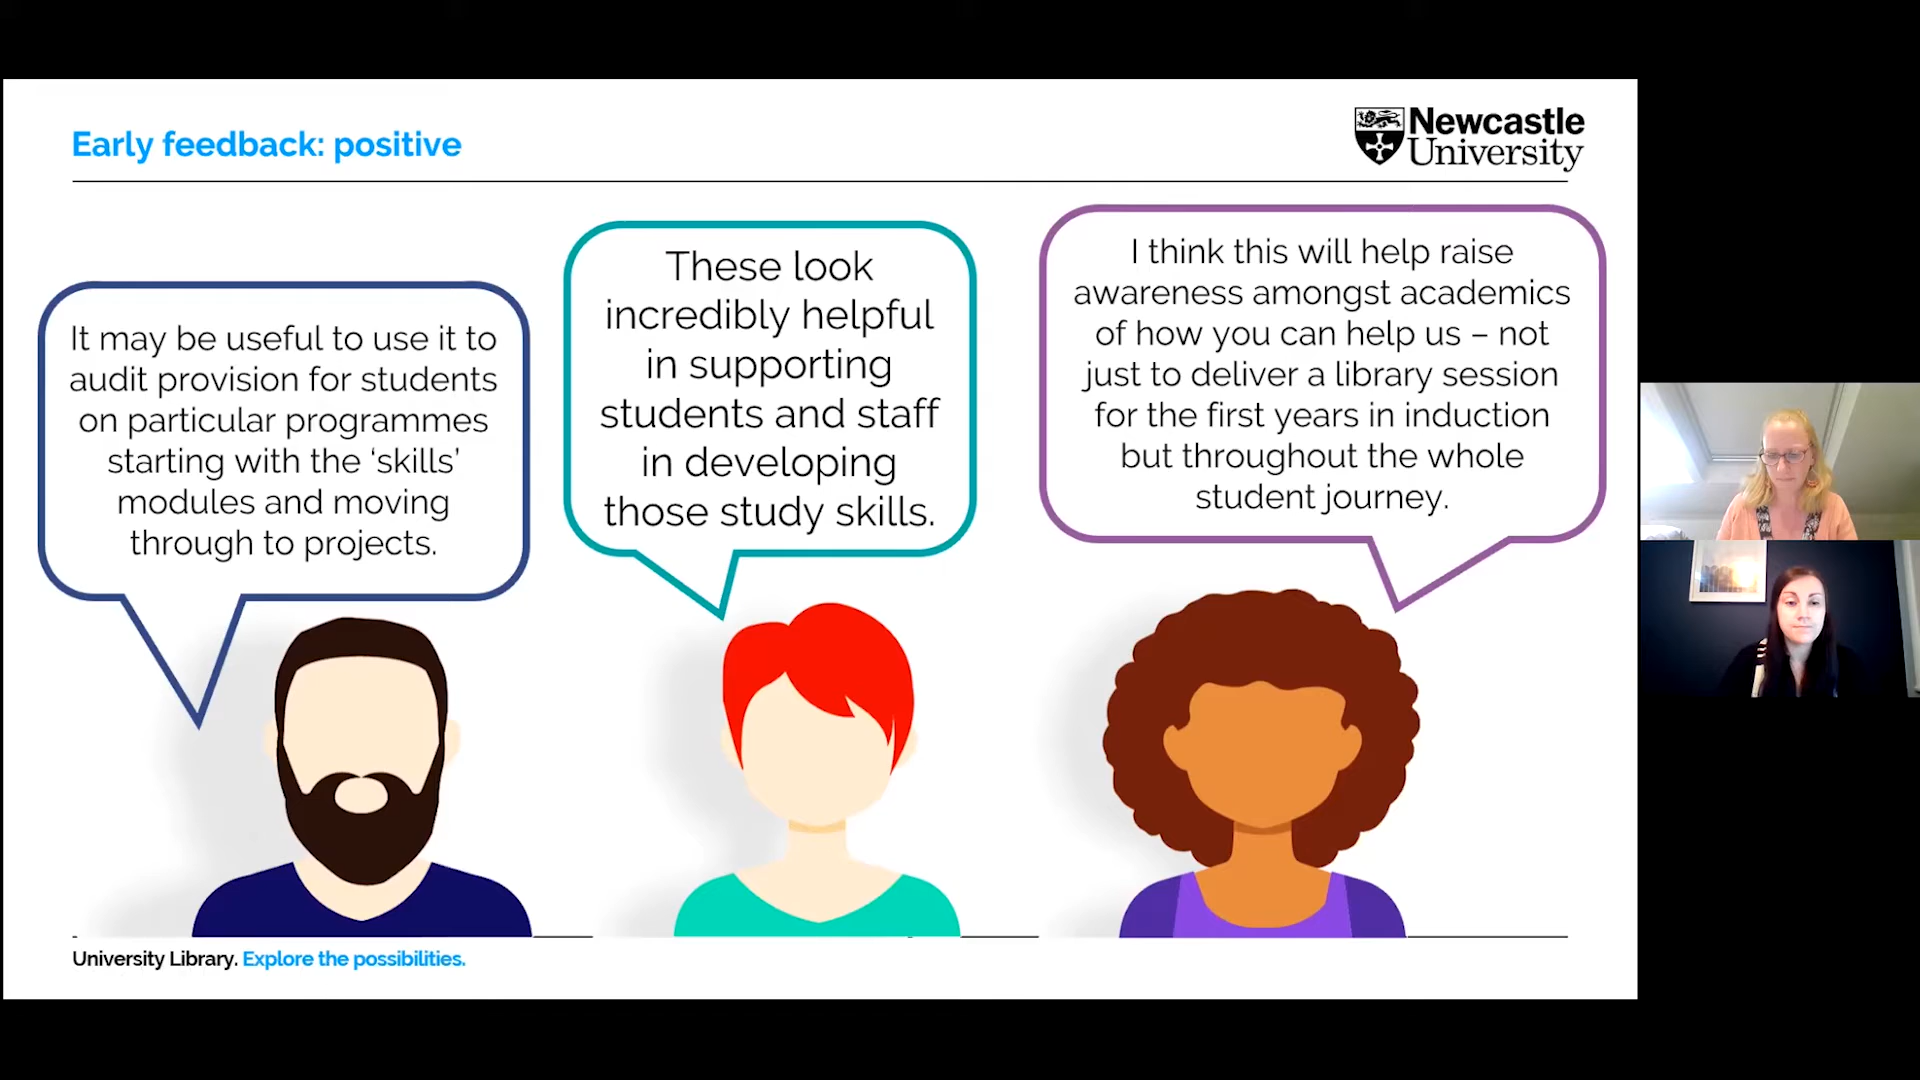 Early feedback: positive
Newcastle
University
It may be useful to use it to
audit provision for students
on particular programmes
starting with the ‘skills’
modules and moving
through to projects.
These look
incredibly helpful
in supporting
students and staff
in developing
those study skills.
I think this will help raise
awareness amongst academics
of how you can help us – not
just to deliver a library session
for the first years in induction
but throughout the whole
student journey.
University Library. Explore the possibilities.